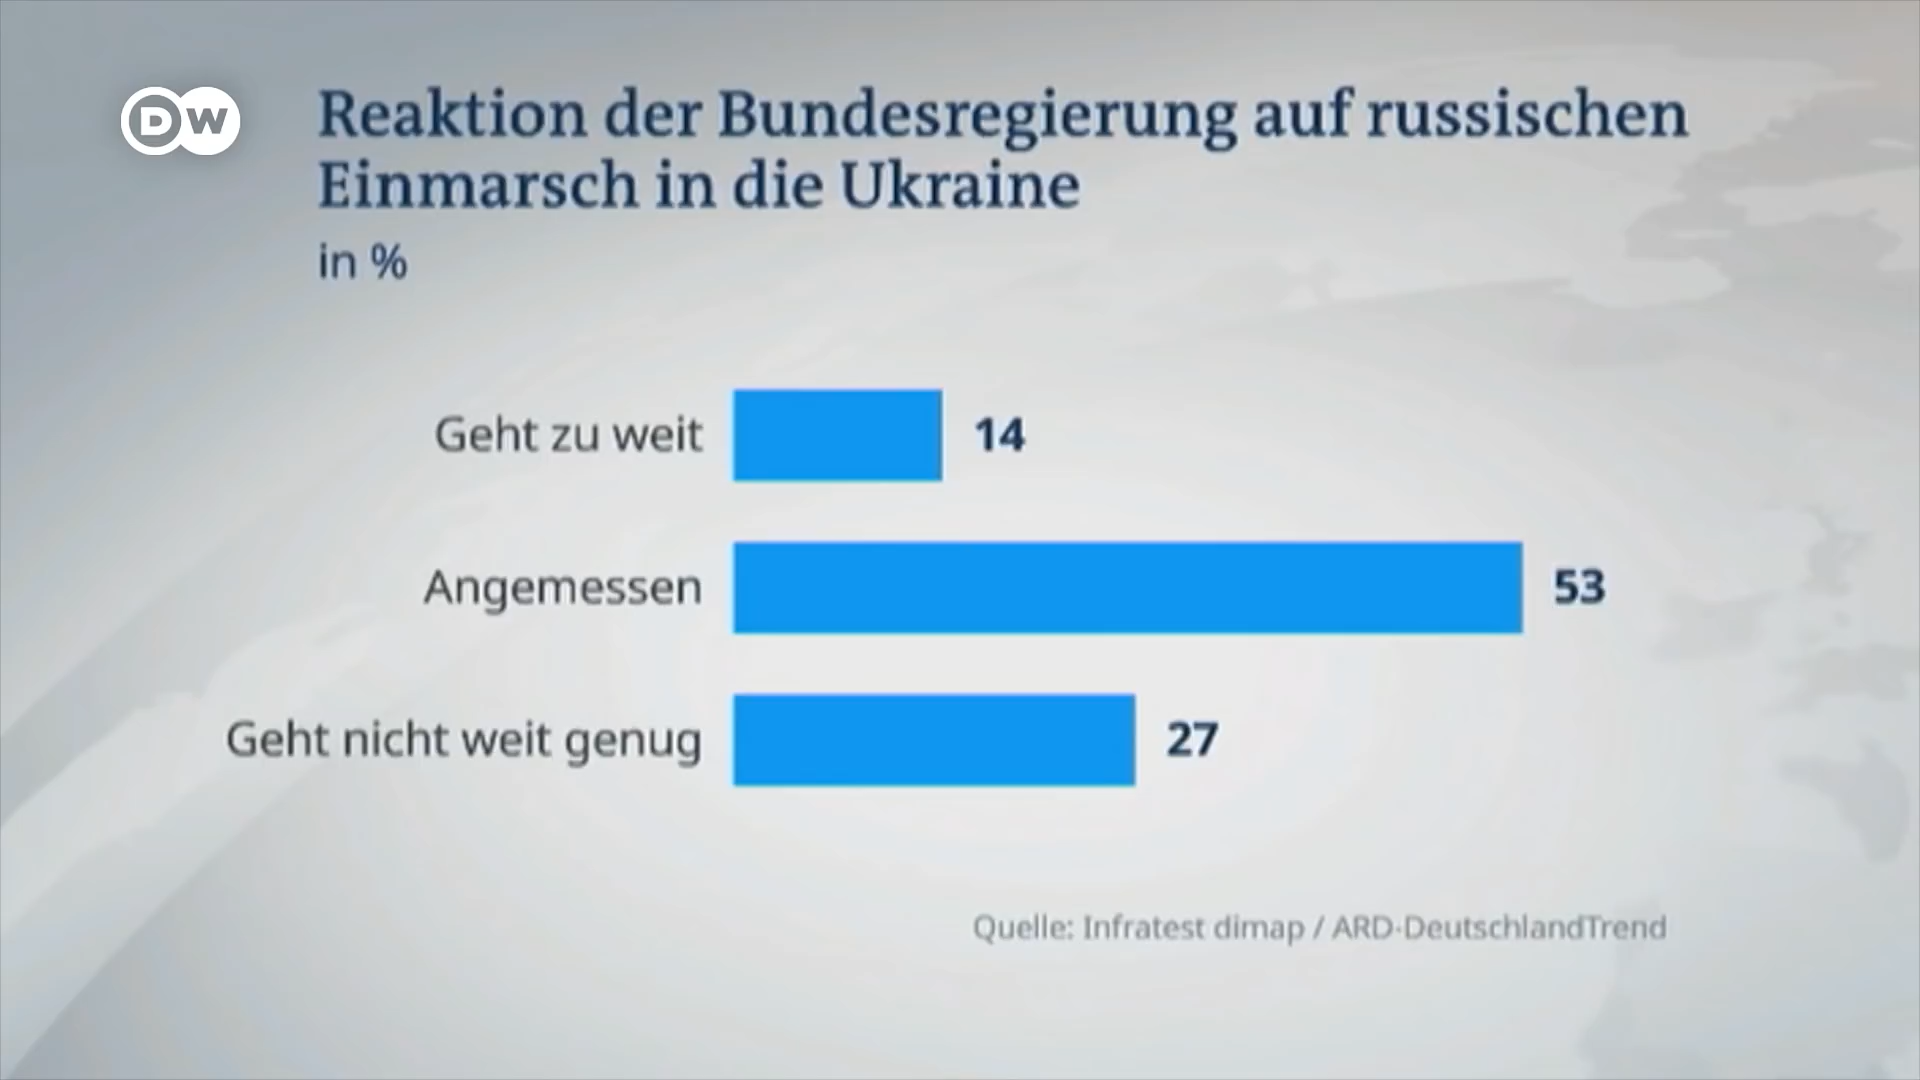 DW
Reaktion der Bundesregierung auf russischen
Einmarsch in die Ukraine
in %
Geht zu weit 14
Angemessen 53
Geht nicht weit genug 27
Quelle: Infratest dimap / ARD-DeutschlandTrend